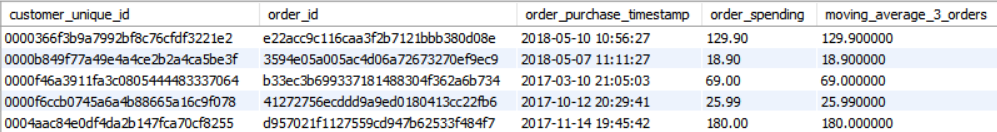 customer_unique_id order_id order_purchase_timestamp order_spending moving_average_3_orders
0000366f3b9a7992bf8c76cfdf3221e2 e22acc9c116caa3f2b7121bbb380d08e 2018-05-10 10:56:27 129.90 129.900000
0000b849f77a49e4a4ce2b2a4ca5be3f 3594e05a005ac4d06a72673270ef9ec9 2018-05-07 11:11:27 18.90 18.900000
0000f46a3911fa3c0805444483337064 b33ec3b699337181488304f362a6b734 2017-03-10 21:05:03 69.00 69.000000
0000f6ccb0745a6a4b88665a16c9f078 41272756ecddd9a9ed0180413cc22fb6 2017-10-12 20:29:41 25.99 25.990000
0004aac84e0df4da2b147fca70cf8255 d957021f1127559cd947b62533f484f7 2017-11-14 19:45:42 180.00 180.000000